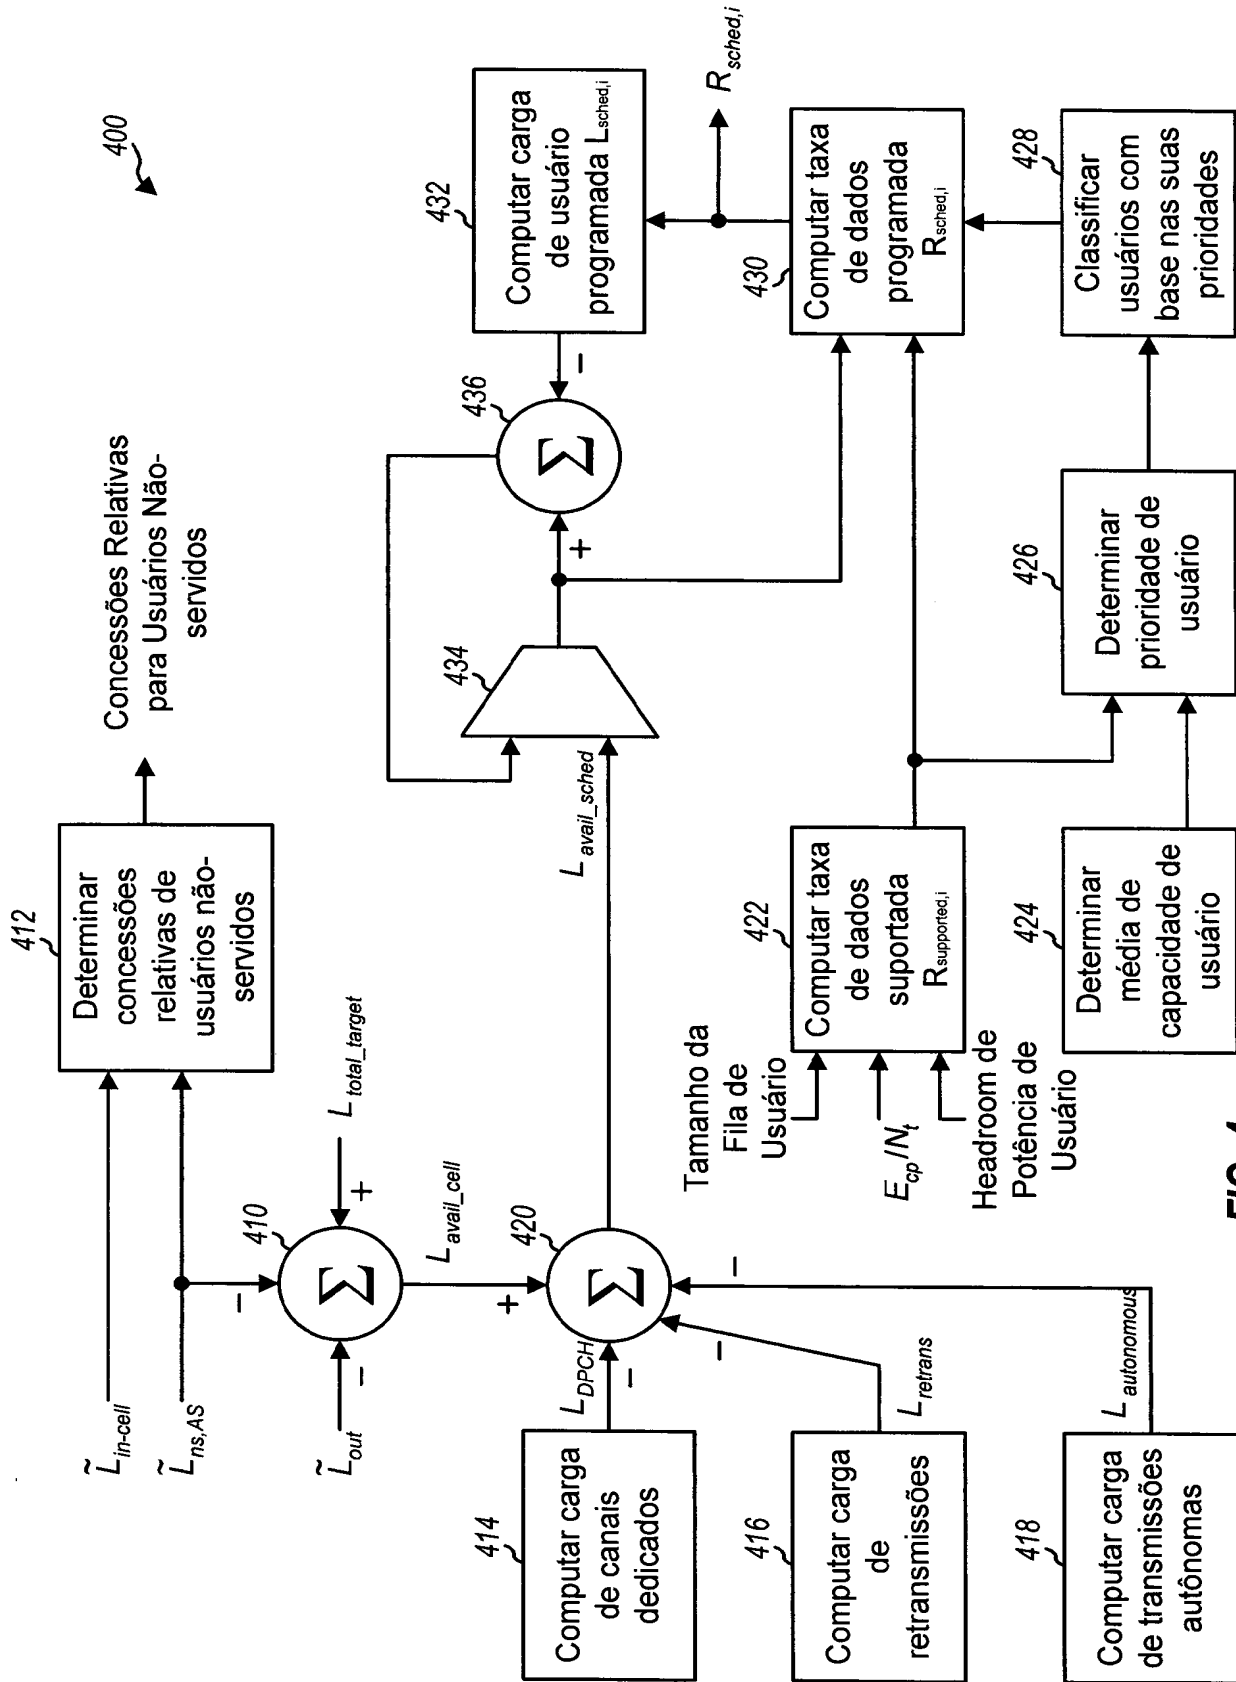 400
412
Determinar
concessões
relativas de
usuários não-
servidos
Concessões Relativas
para Usuários Não-
servidos
L̃in-cell
L̃ns,AS
L̃out
−
−
+
410
Σ
Ltotal_target
Lavail_cell
+
420
Σ
−
−
−
LDPCH
Lretrans
Lautonomous
414
Computar carga
de canais
dedicados
416
Computar carga
de
retransmissões
418
Computar carga
de transmissões
autônomas
Lavail_sched
434
+
436
Σ
−
432
Computar carga
de usuário
programada Lsched,i
Rsched,i
430
Computar taxa
de dados
programada
Rsched,i
Tamanho da
Fila de
Usuário
Ecp/Nt
Headroom de
Potência de
Usuário
422
Computar taxa
de dados
suportada
Rsupported,i
424
Determinar
média de
capacidade de
usuário
426
Determinar
prioridade de
usuário
428
Classificar
usuários com
base nas suas
prioridades